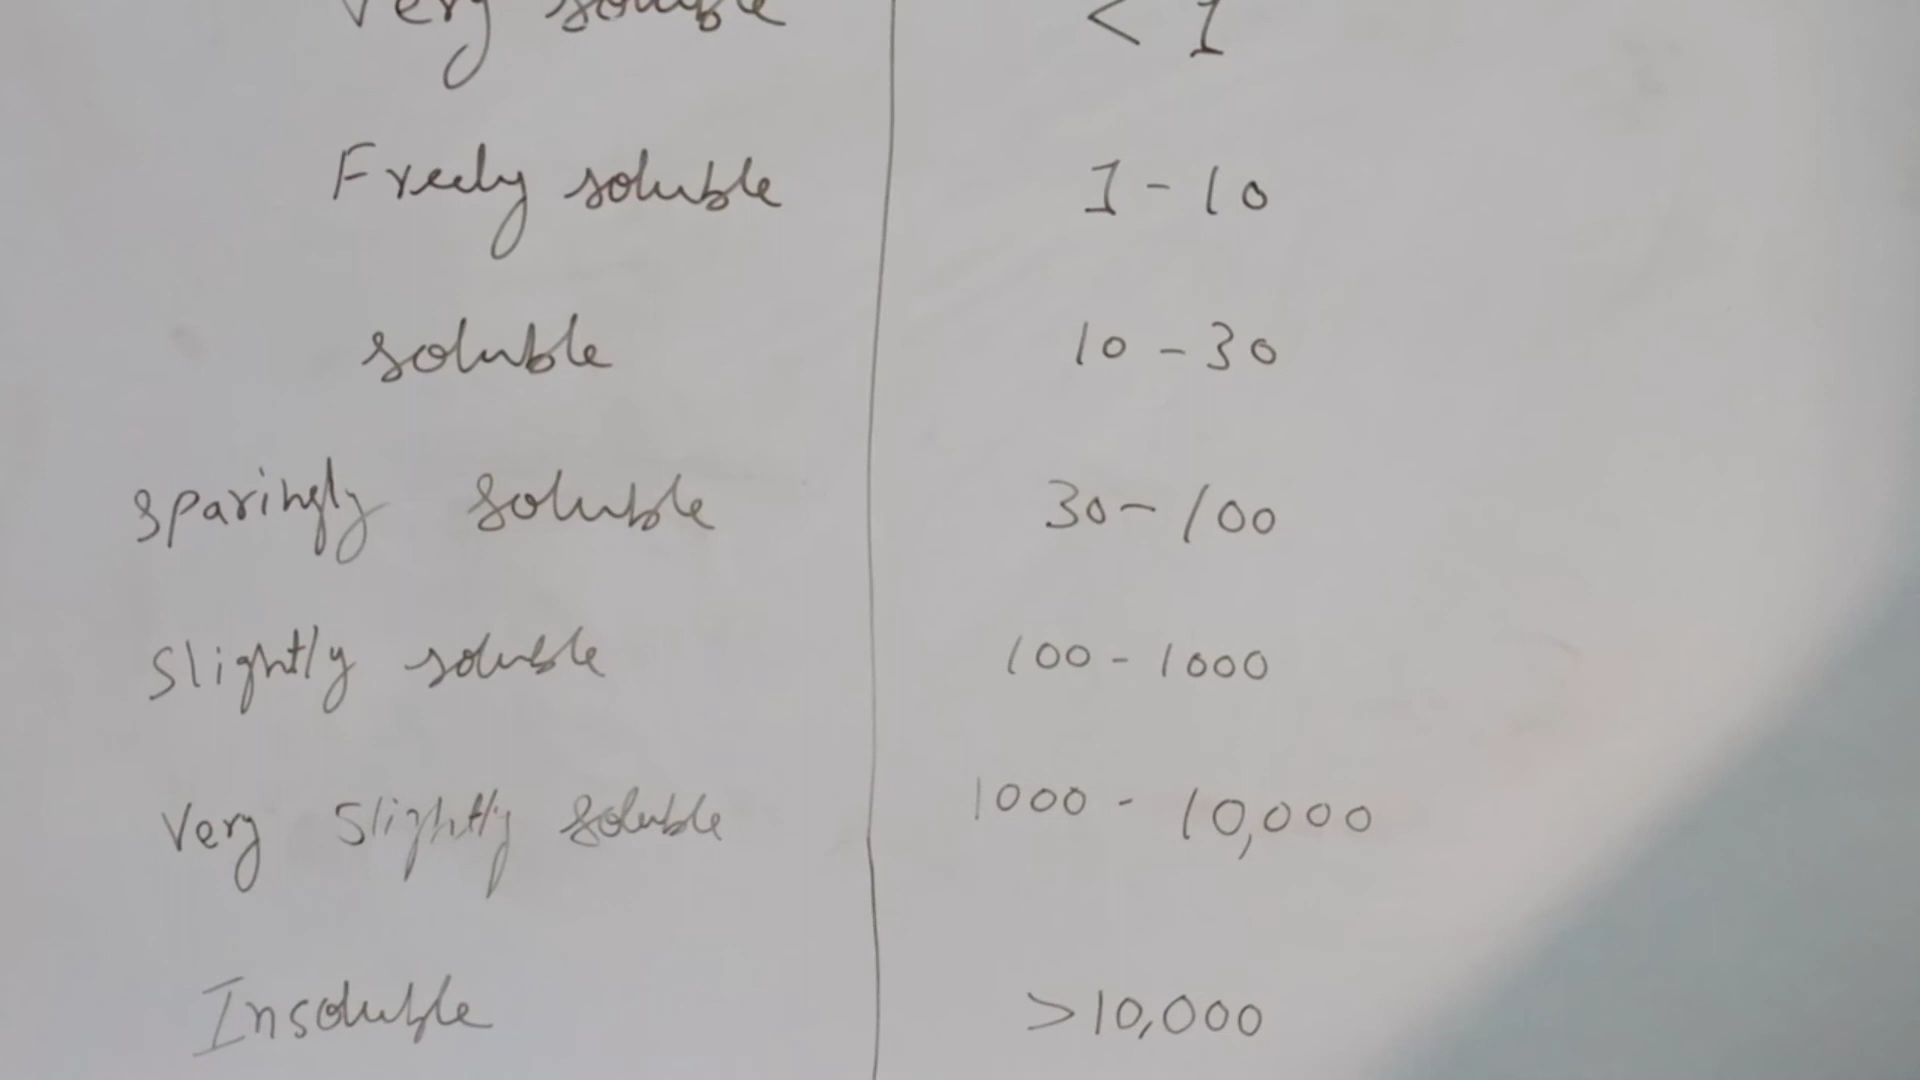 Very soluble < 1
Freely soluble 1 - 10
soluble 10 - 30
sparingly soluble 30 - 100
slightly soluble 100 - 1000
Very slightly soluble 1000 - 10,000
Insoluble >10,000